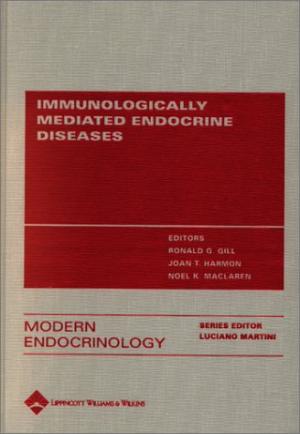 IMMUNOLOGICALLY
MEDIATED ENDOCRINE
DISEASES
EDITORS
RONALD G. GILL
JOAN T. HARMON
NOEL K. MACLAREN
MODERN
ENDOCRINOLOGY
SERIES EDITOR
LUCIANO MARTINI
LIPPINCOTT WILLIAMS & WILKINS